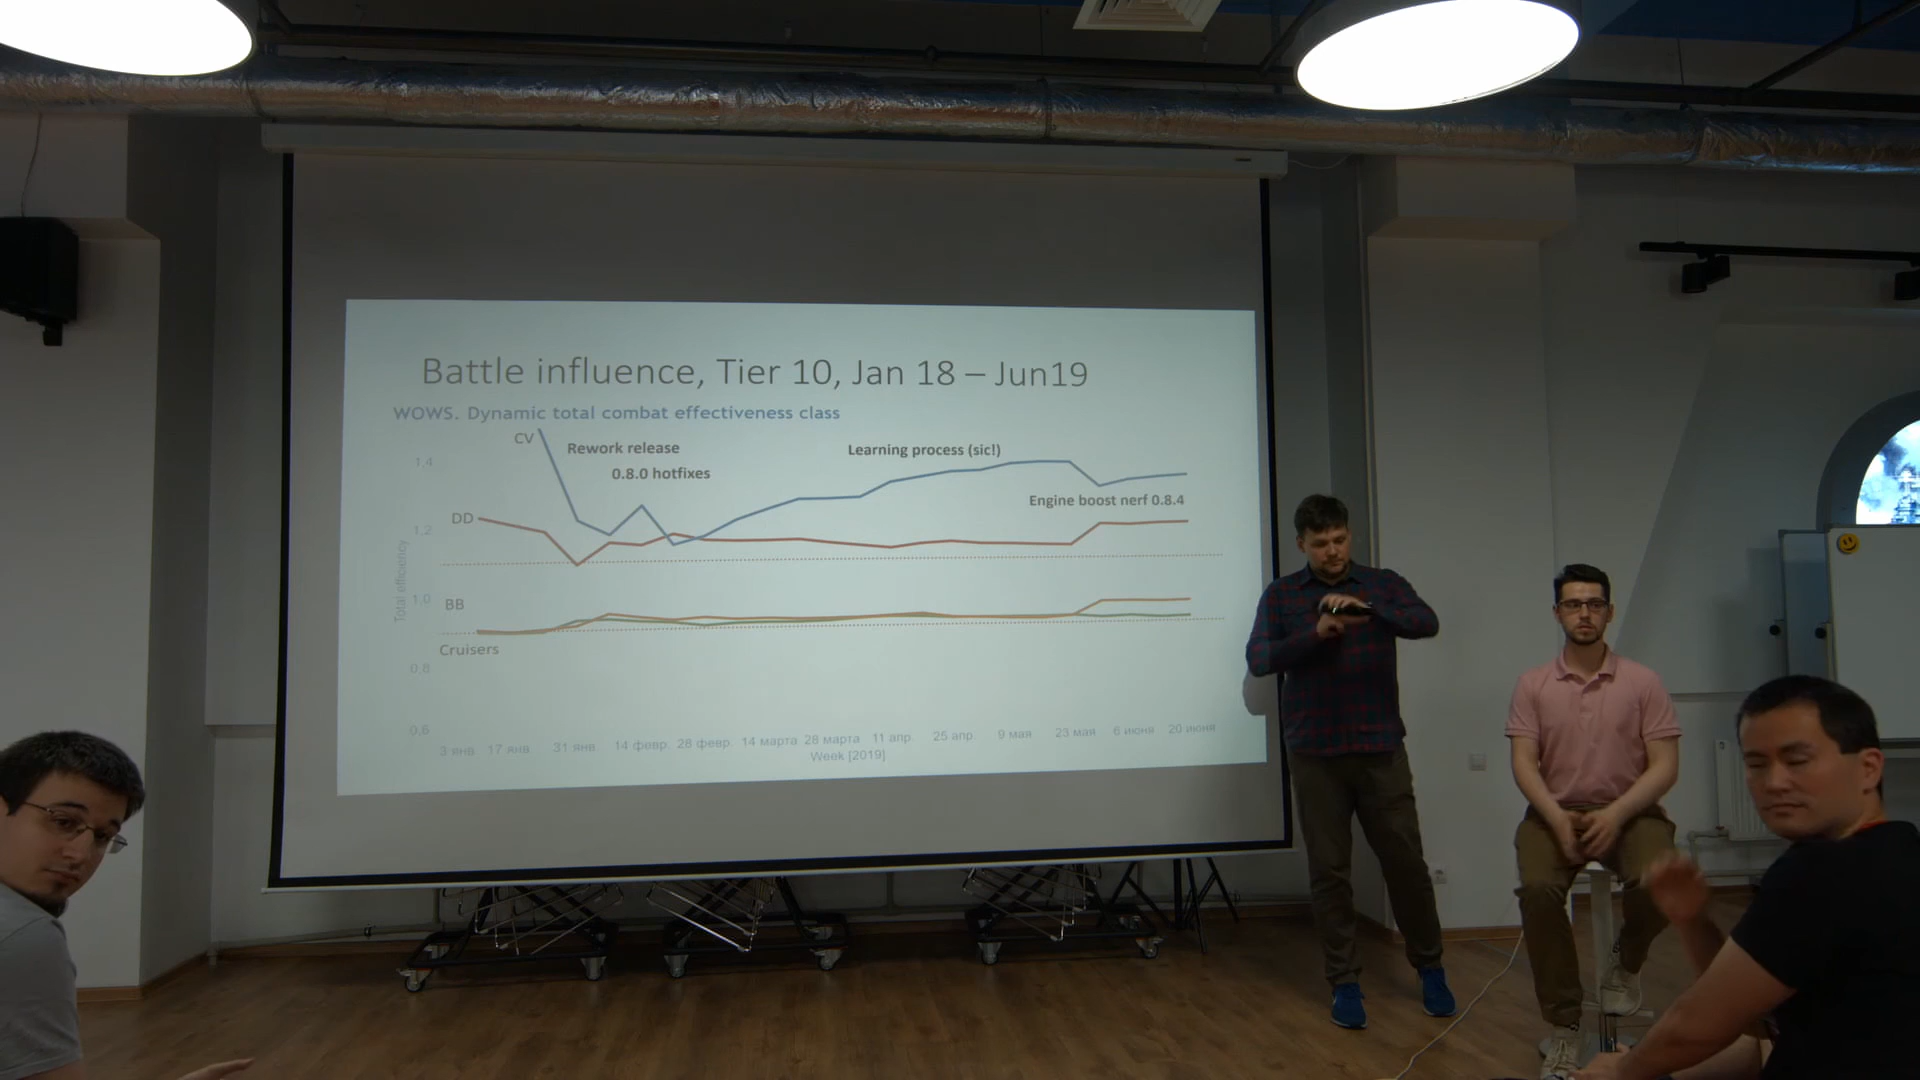 Battle influence, Tier 10, Jan 18 – Jun19
WOWS. Dynamic total combat effectiveness class
CV
Rework release
0.8.0 hotfixes
Learning process (sic!)
Engine boost nerf 0.8.4
DD
BB
Cruisers
Total efficiency
1,4
1,2
1,0
0,8
0,6
3 янв. 17 янв. 31 янв. 14 февр. 28 февр. 14 марта 28 марта 11 апр. 25 апр. 9 мая 23 мая 6 июня 20 июня
Week [2019]